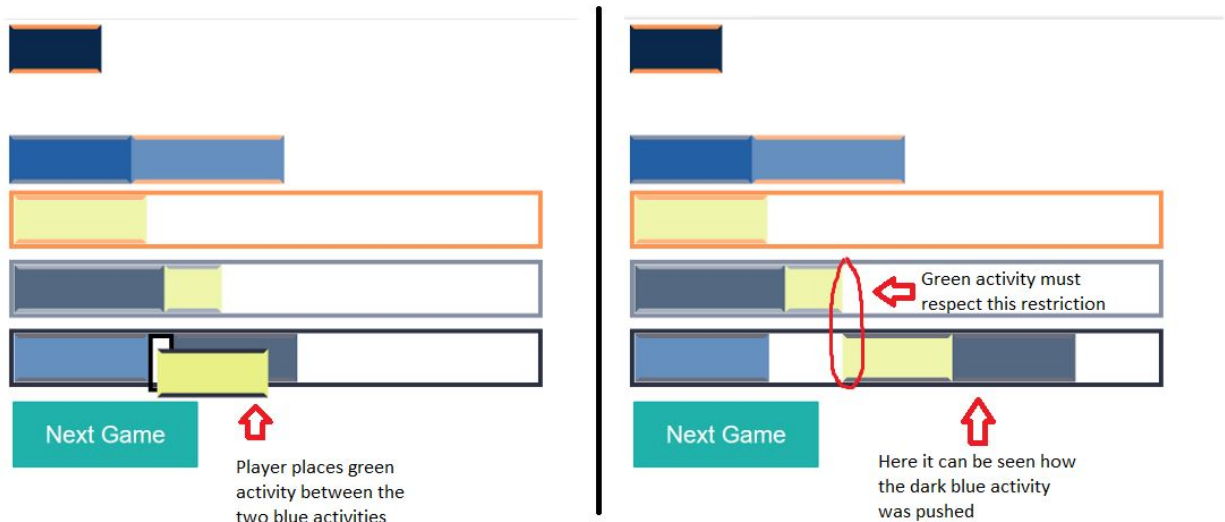 Next Game
Player places green
activity between the
two blue activities
Green activity must
respect this restriction
Next Game
Here it can be seen how
the dark blue activity
was pushed